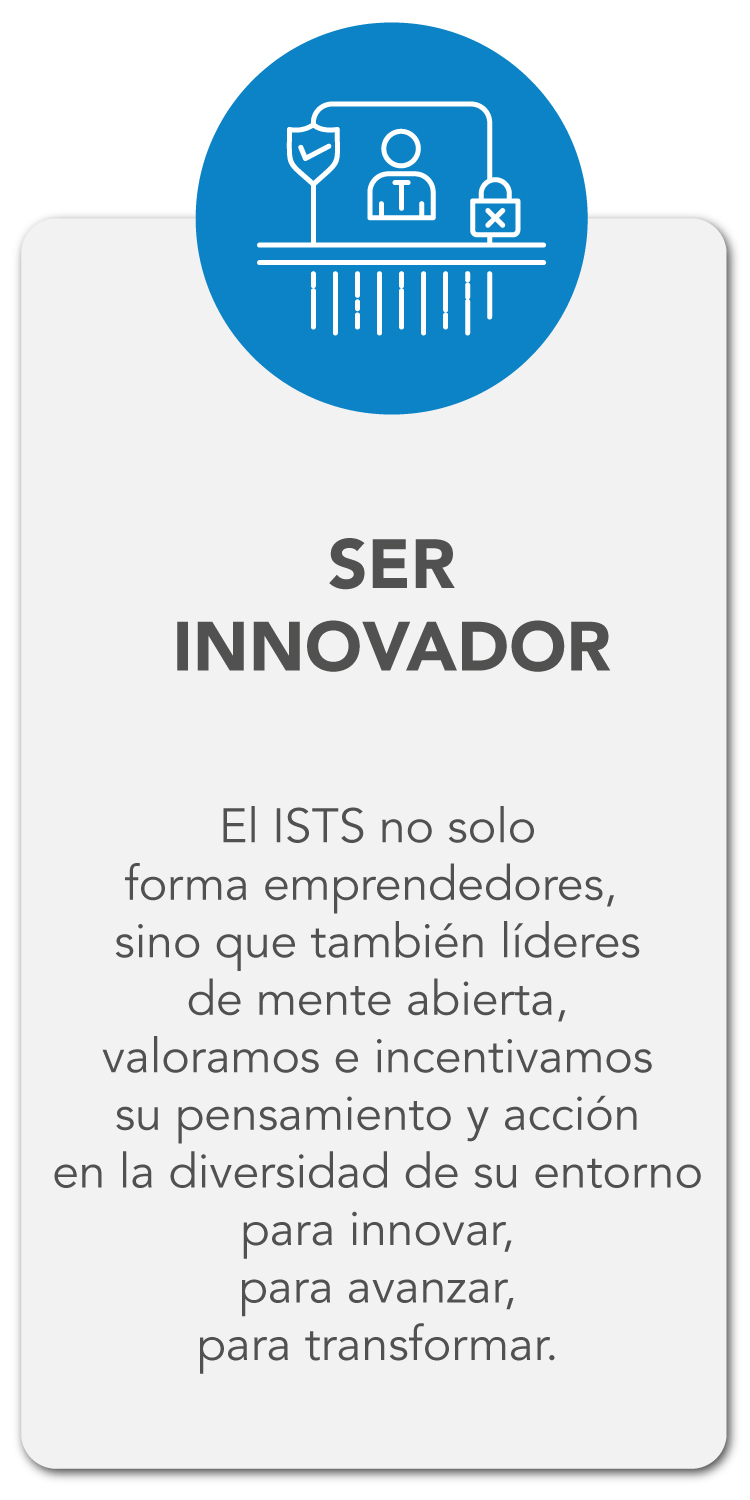 SER
INNOVADOR
El ISTS no solo
forma emprendedores,
sino que también líderes
de mente abierta,
valoramos e incentivamos
su pensamiento y acción
en la diversidad de su entorno
para innovar,
para avanzar,
para transformar.